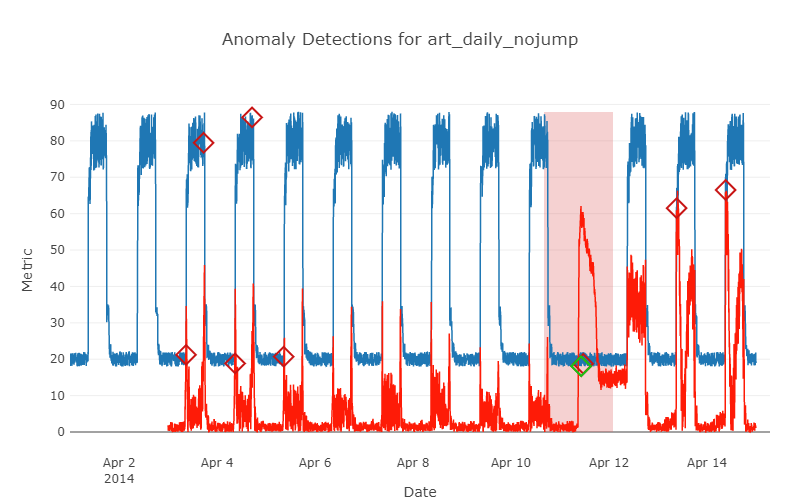 Anomaly Detections for art_daily_nojump
90
80
70
60
50
40
30
20
10
0
Metric
Apr 2
2014
Apr 4
Apr 6
Apr 8
Apr 10
Apr 12
Apr 14
Date